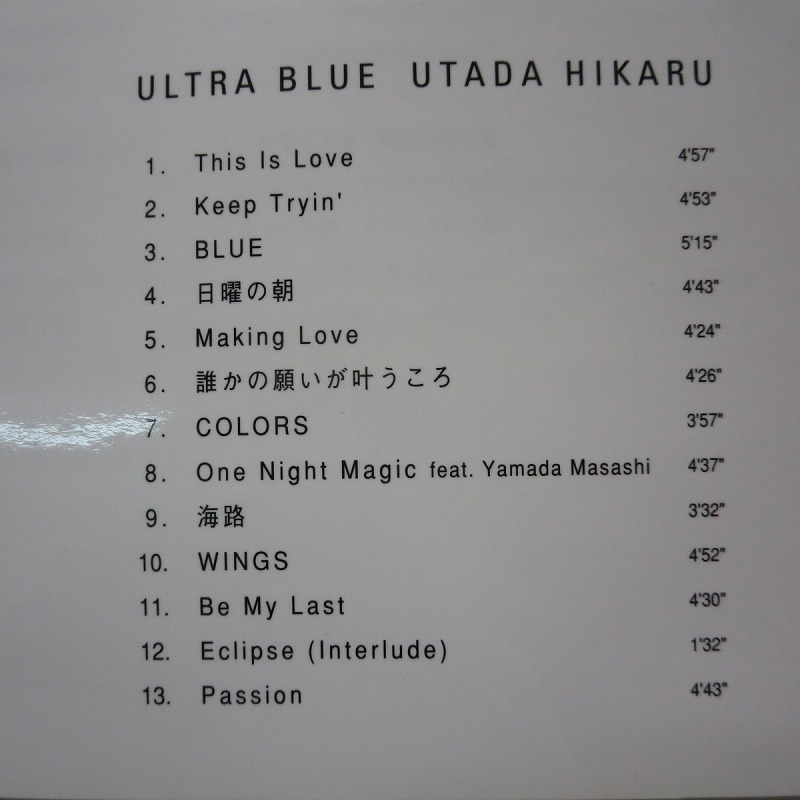 ULTRA BLUE UTADA HIKARU
1. This Is Love 4'57"
2. Keep Tryin' 4'53"
3. BLUE 5'15"
4. 日曜の朝 4'43"
5. Making Love 4'24"
6. 誰かの願いが叶うころ 4'26"
7. COLORS 3'57"
8. One Night Magic feat. Yamada Masashi 4'37"
9. 海路 3'32"
10. WINGS 4'52"
11. Be My Last 4'30"
12. Eclipse (Interlude) 1'32"
13. Passion 4'43"